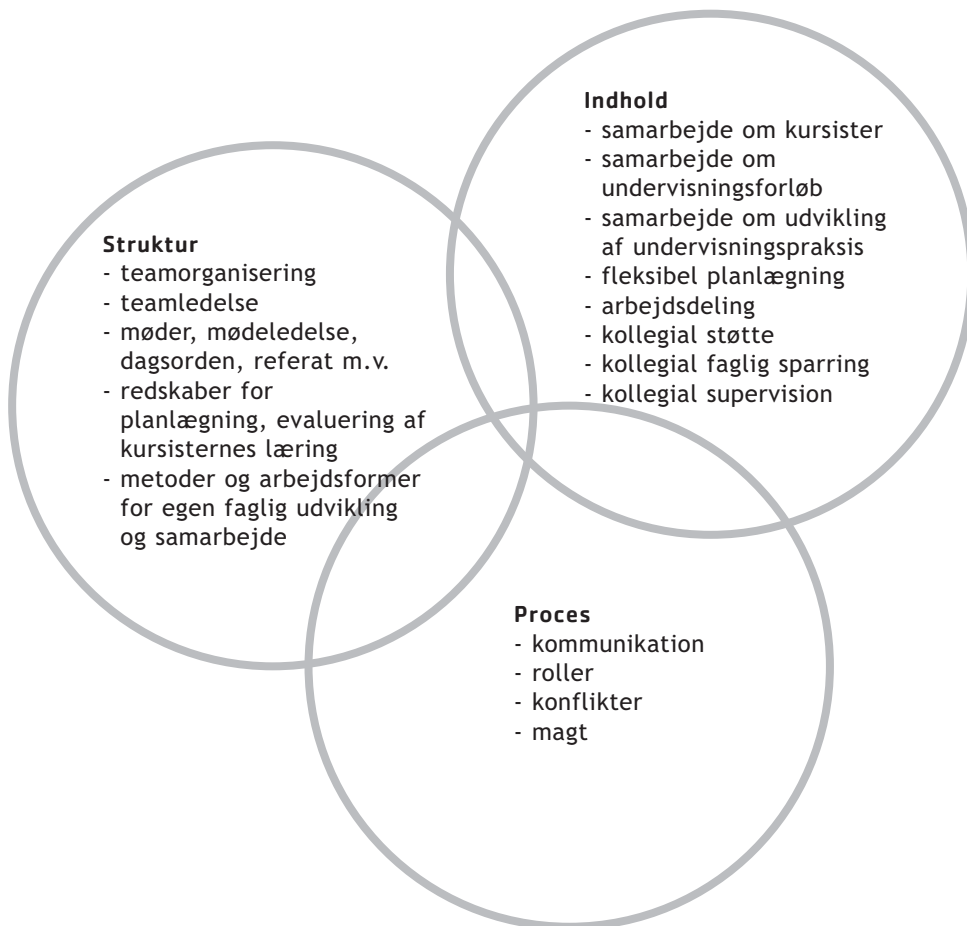 Indhold
- samarbejde om kursister
- samarbejde om
undervisningsforløb
- samarbejde om udvikling
af undervisningspraksis
- fleksibel planlægning
- arbejdsdeling
- kollegial støtte
- kollegial faglig sparring
- kollegial supervision
Struktur
- teamorganisering
- teamledelse
- møder, mødeledelse,
dagsorden, referat m.v.
- redskaber for
planlægning, evaluering af
kursisternes læring
- metoder og arbejdsformer
for egen faglig udvikling
og samarbejde
Proces
- kommunikation
- roller
- konflikter
- magt